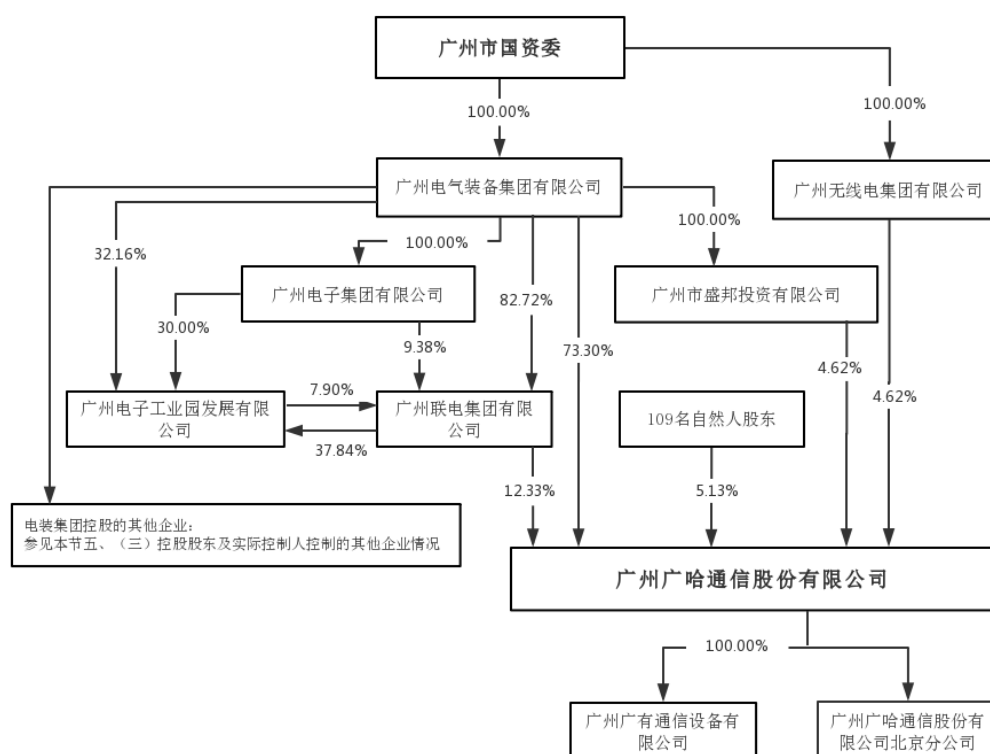 广州市国资委
100.00%
100.00%
广州电气装备集团有限公司
广州无线电集团有限公司
32.16%
100.00%
100.00%
广州电子集团有限公司
82.72%
广州市盛邦投资有限公司
30.00%
9.38%
73.30%
4.62%
4.62%
7.90%
广州电子工业园发展有限
公司
广州联电集团有限
公司
109名自然人股东
37.84%
12.33%
5.13%
电装集团控股的其他企业:
参见本节五、（三）控股股东及实际控制人控制的其他企业情况
广州广哈通信股份有限公司
100.00%
广州广有通信设备有
限公司
广州广哈通信股份有
限公司北京分公司